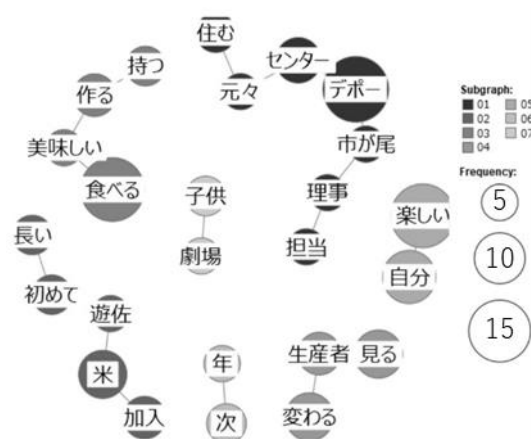 住む
センター
持つ
元々
デポー
作る
Subgraph:
01 05
02 06
03 07
04
市が尾
美味しい
食べる
子供
理事
楽しい
Frequency:
5
長い
劇場
担当
自分
10
初めて
遊佐
15
米
年
生産者
見る
加入
次
変わる